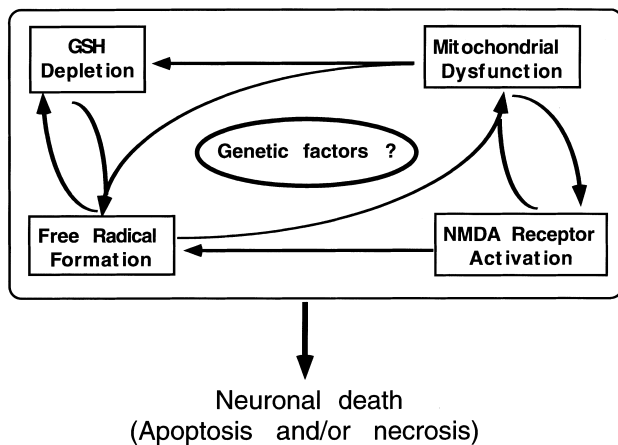 GSH
Depletion
Mitochondrial
Dysfunction
Genetic factors ?
Free Radical
Formation
NMDA Receptor
Activation
Neuronal death
(Apoptosis and/or necrosis)